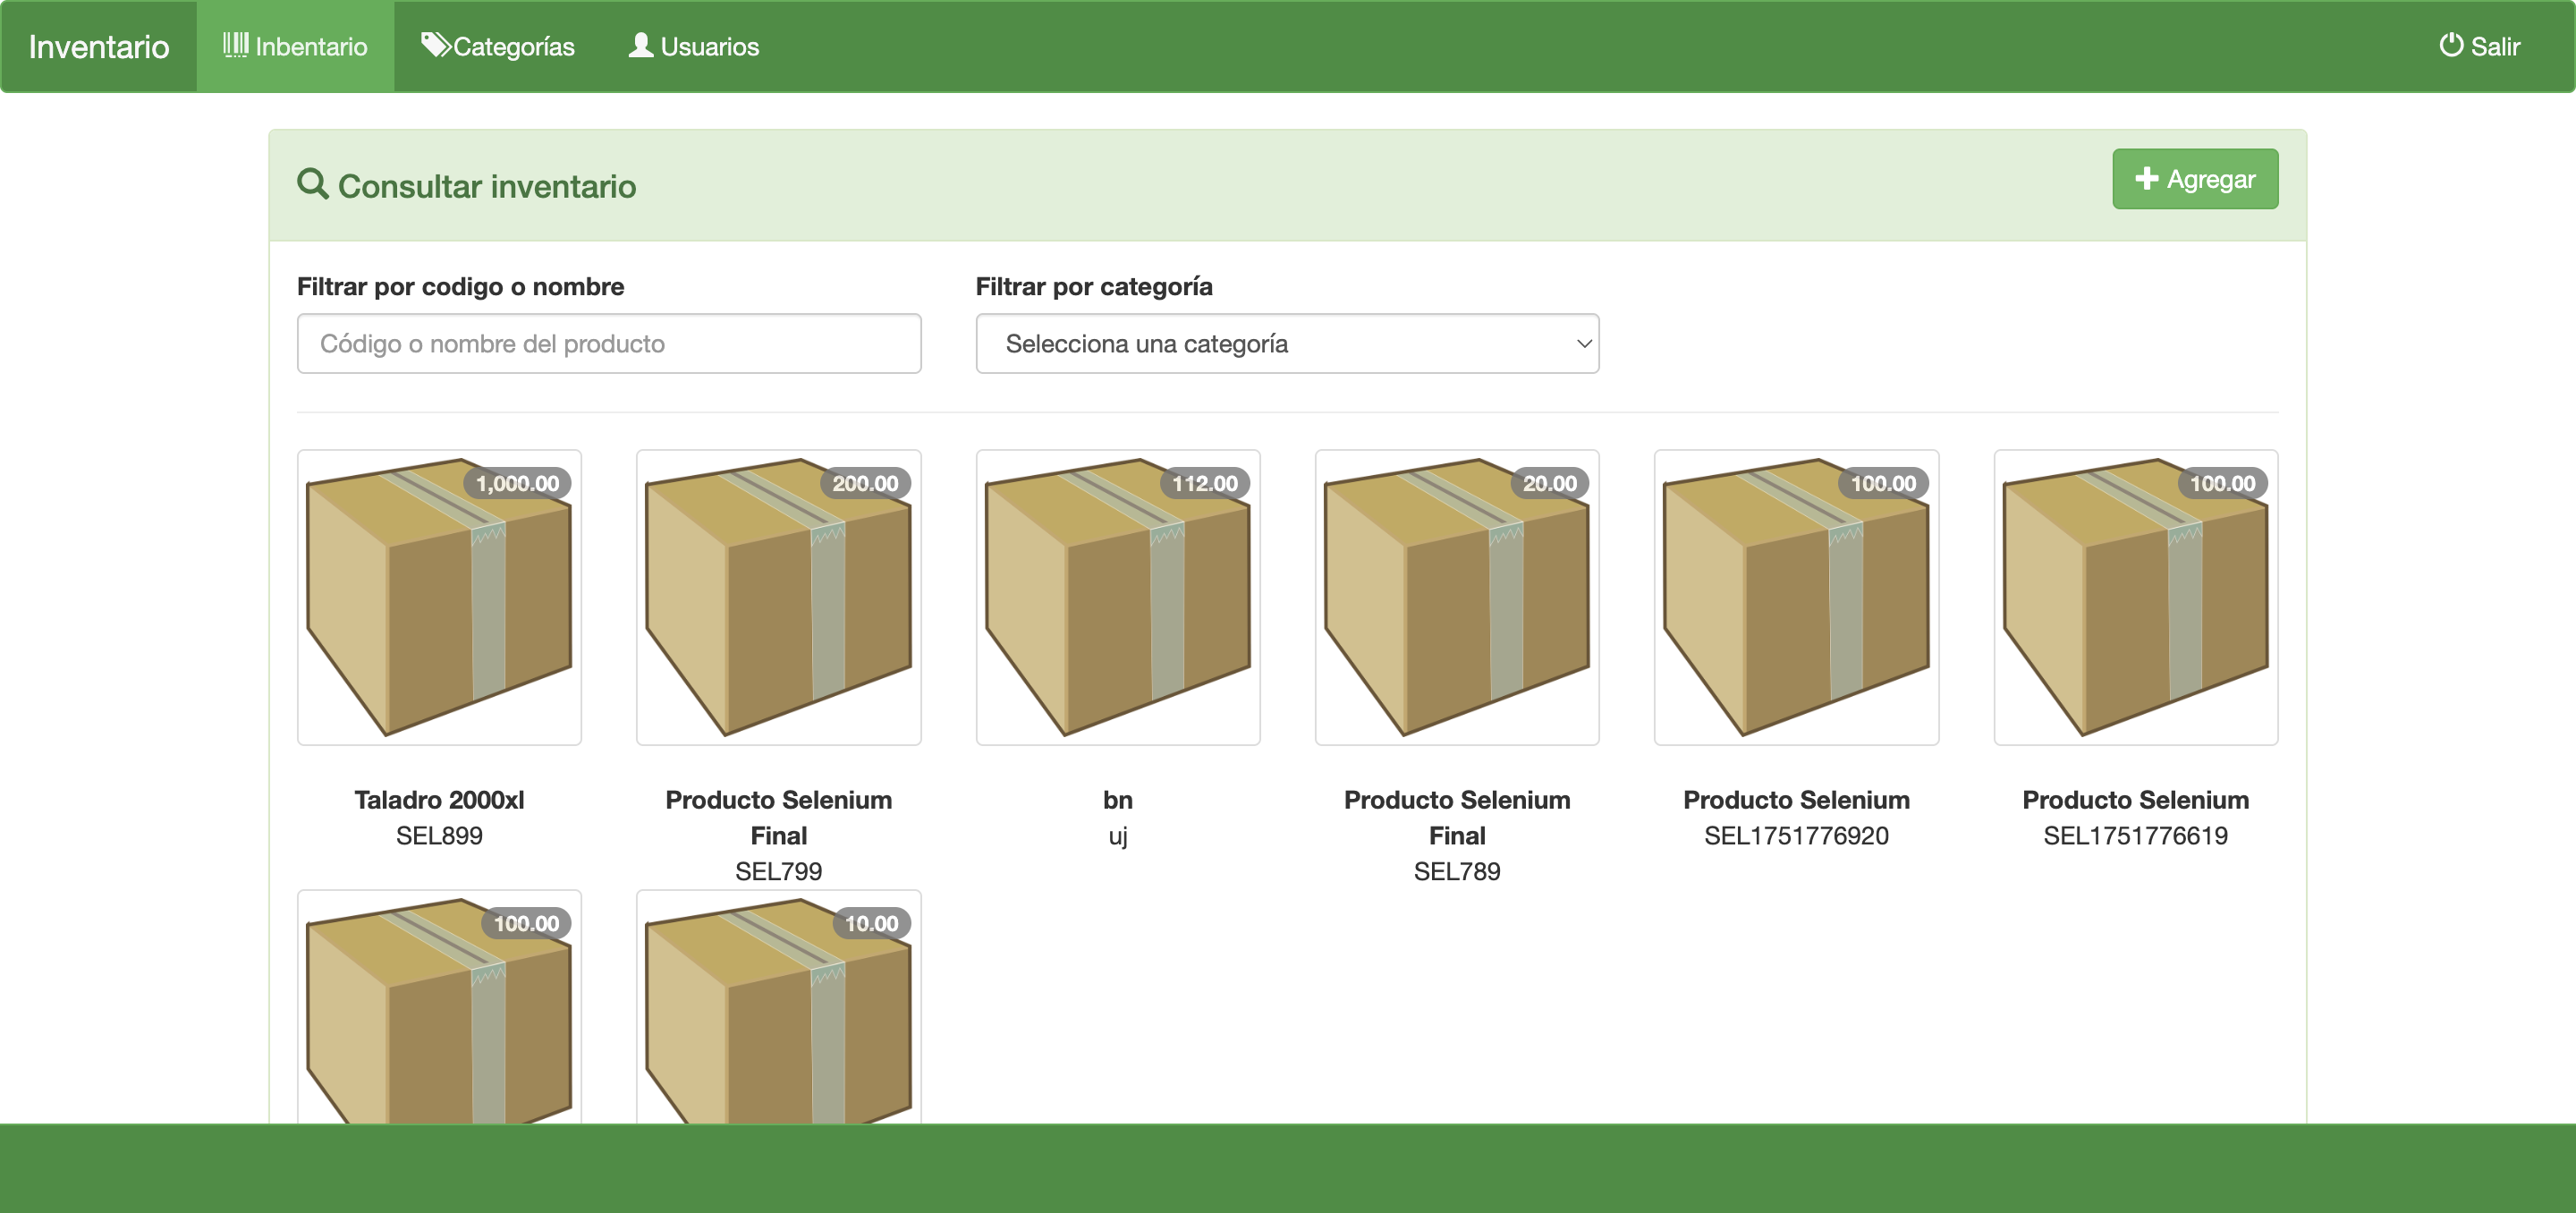 Inventario
Inbentario
Categorías
Usuarios
Salir
Consultar inventario
Agregar
Filtrar por codigo o nombre
Filtrar por categoría
Código o nombre del producto
Selecciona una categoría
1,000.00
200.00
112.00
20.00
100.00
100.00
Taladro 2000xl
SEL899
Producto Selenium
Final
SEL799
bn
uj
Producto Selenium
Final
SEL789
Producto Selenium
SEL1751776920
Producto Selenium
SEL1751776619
100.00
10.00